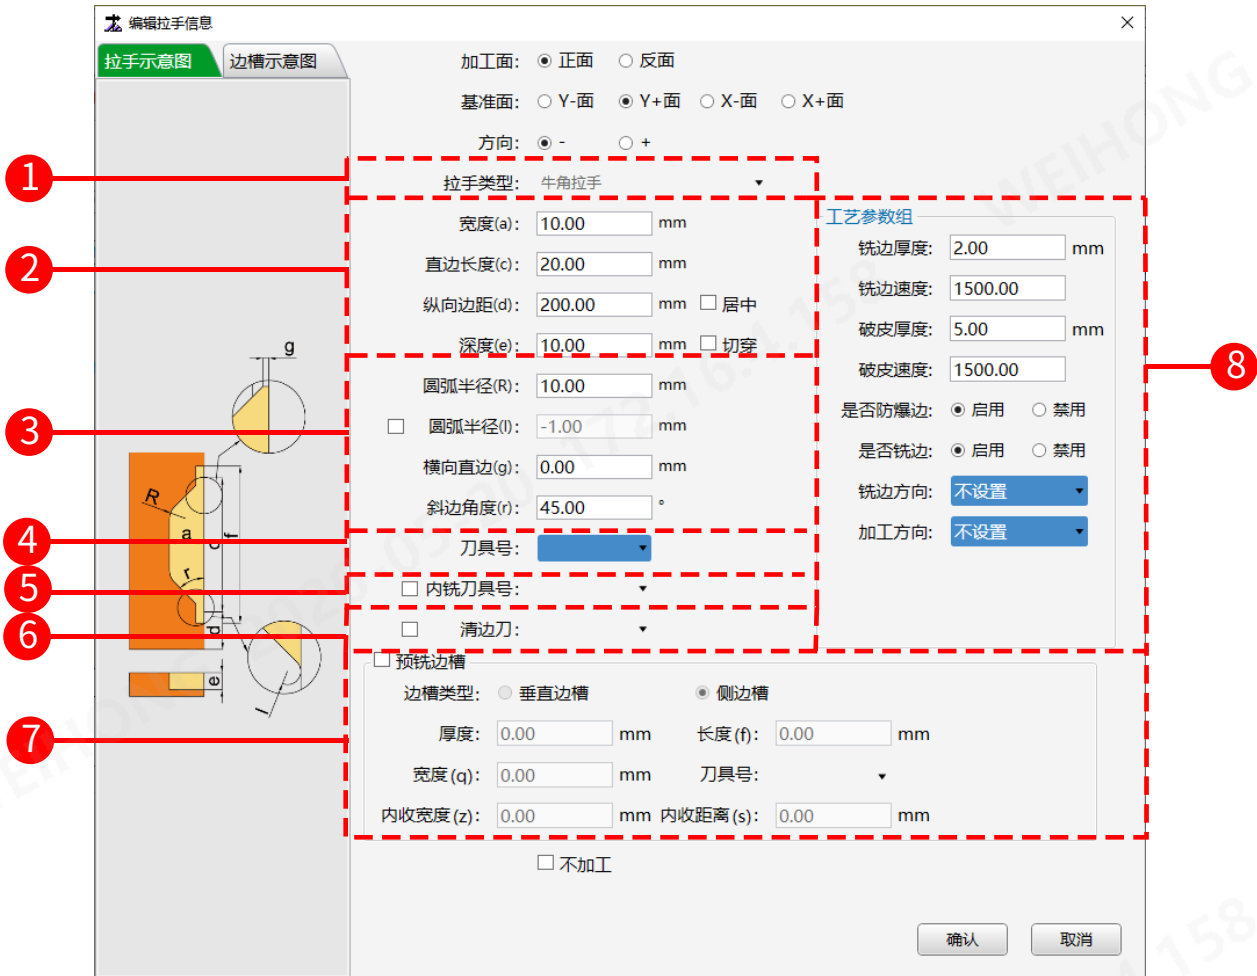 编辑拉手信息
拉手示意图 边槽示意图
加工面: 正面 反面
基准面: Y-面 Y+面 X-面 X+面
方向: - +
1
拉手类型: 牛角拉手
2
宽度(a): 10.00 mm
直边长度(c): 20.00 mm
纵向边距(d): 200.00 mm 居中
深度(e): 10.00 mm 切穿
3
圆弧半径(R): 10.00 mm
圆弧半径(l): -1.00 mm
横向直边(g): 0.00 mm
斜边角度(r): 45.00 °
4
刀具号:
5
内铣刀具号:
6
清边刀:
工艺参数组
铣边厚度: 2.00 mm
铣边速度: 1500.00
破皮厚度: 5.00 mm
破皮速度: 1500.00
8
是否防爆边: 启用 禁用
是否铣边: 启用 禁用
铣边方向: 不设置
加工方向: 不设置
7
预铣边槽
边槽类型: 垂直边槽 侧边槽
厚度: 0.00 mm 长度(f): 0.00 mm
宽度(q): 0.00 mm 刀具号:
内收宽度(z): 0.00 mm 内收距离(s): 0.00 mm
不加工
确认 取消
g
R
a
c
f
r
d
e
l
WEIHONG
WEIHONG 2026-05-20 172.16.4.158
4.158